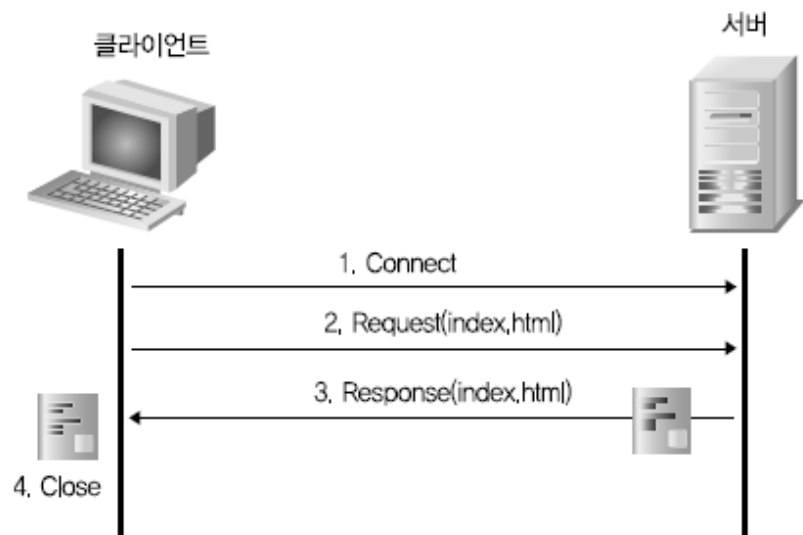 클라이언트
서버
1. Connect
2. Request(index.html)
3. Response(index.html)
4. Close